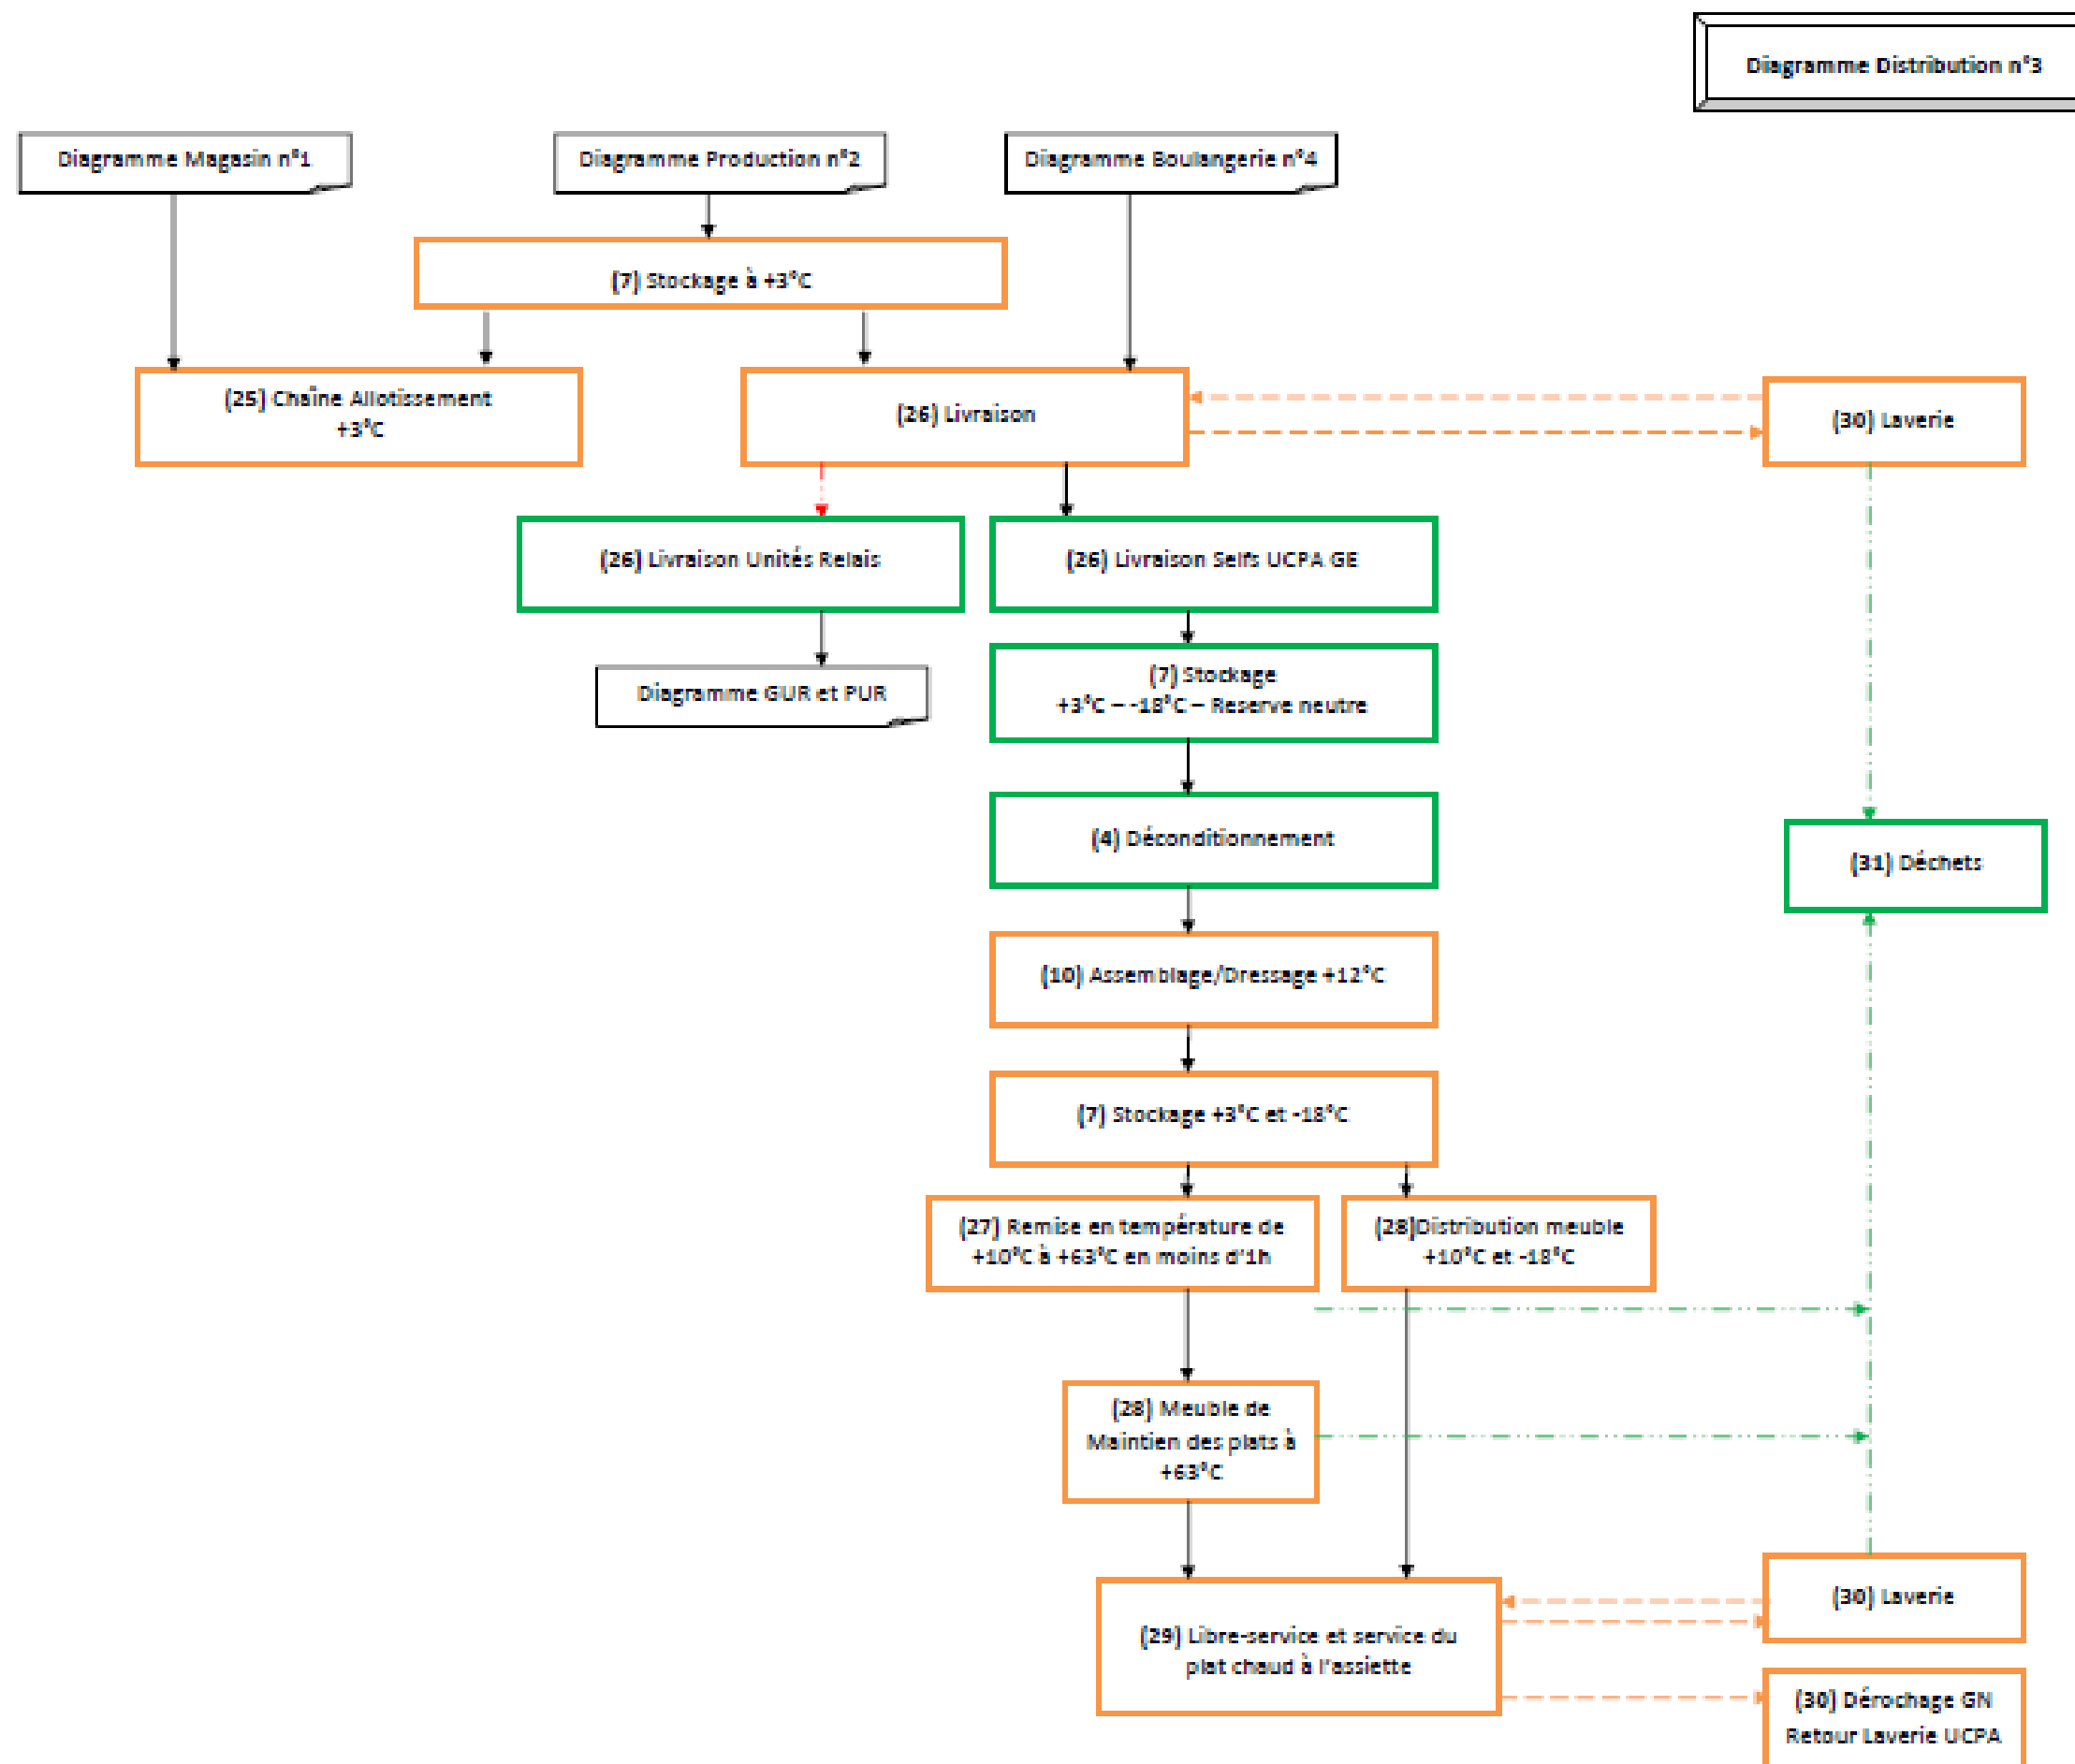 Diagramme Distribution n°3
Diagramme Magasin n°1
Diagramme Production n°2
Diagramme Boulangerie n°4
(7) Stockage à +3°C
(25) Chaîne Allotissement
+3°C
(26) Livraison
(30) Laverie
(26) Livraison Unités Relais
(26) Livraison Selfs UCPA GE
Diagramme GUR et PUR
(7) Stockage
+3°C – -18°C – Reserve neutre
(4) Déconditionnement
(31) Déchets
(10) Assemblage/Dressage +12°C
(7) Stockage +3°C et -18°C
(27) Remise en température de
+10°C à +63°C en moins d'1h
(28)Distribution meuble
+10°C et -18°C
(28) Meuble de
Maintien des plats à
+63°C
(30) Laverie
(29) Libre-service et service du
plat chaud à l'assiette
(30) Dérochage GN
Retour Laverie UCPA